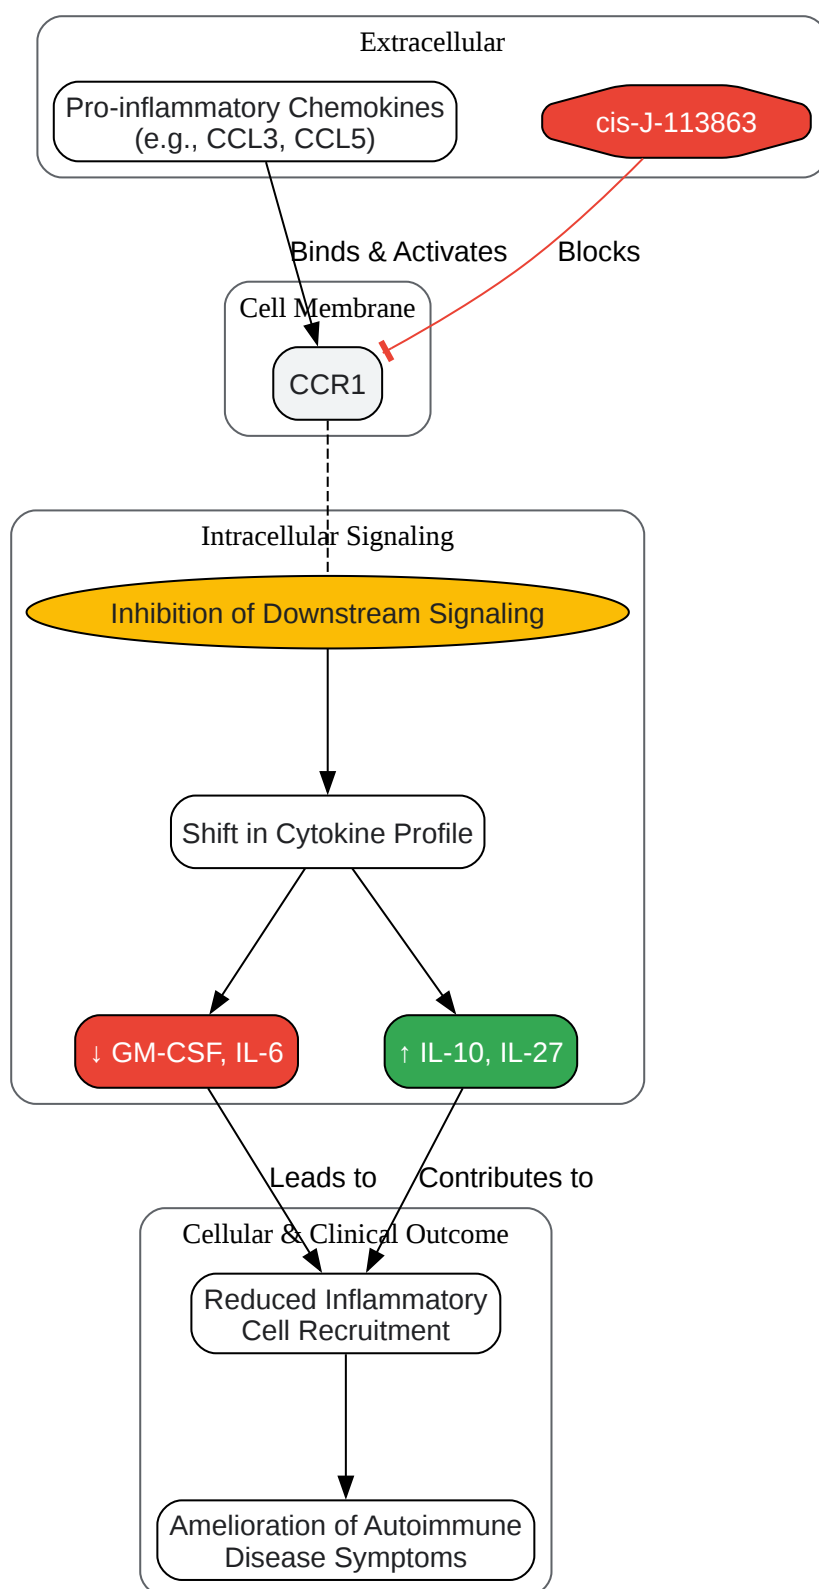 Extracellular
Pro-inflammatory Chemokines
(e.g., CCL3, CCL5)
cis-J-113863
Binds & Activates
Blocks
Cell Membrane
CCR1
Intracellular Signaling
Inhibition of Downstream Signaling
Shift in Cytokine Profile
↓ GM-CSF, IL-6
↑ IL-10, IL-27
Leads to
Contributes to
Cellular & Clinical Outcome
Reduced Inflammatory
Cell Recruitment
Amelioration of Autoimmune
Disease Symptoms